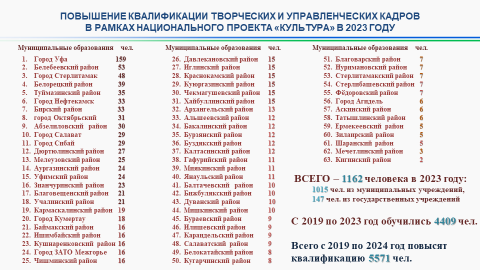 ПОВЫШЕНИЕ КВАЛИФИКАЦИИ ТВОРЧЕСКИХ И УПРАВЛЕНЧЕСКИХ КАДРОВ
В РАМКАХ НАЦИОНАЛЬНОГО ПРОЕКТА «КУЛЬТУРА» В 2023 ГОДУ
Муниципальные образования чел.
1. Город Уфа 159
2. Белебеевский район 53
3. Город Стерлитамак 48
4. Белорецкий район 39
5. Туймазинский район 35
6. Город Нефтекамск 33
7. Бирский район 33
8. город Октябрьский 31
9. Абзелиловский район 30
10. Город Салават 29
11. Город Сибай 29
12. Дюртюлинский район 27
13. Мелеузовский район 25
14. Аургазинский район 24
15. Уфимский район 24
16. Зианчуринский район 23
17. Благовещенский район 21
18. Учалинский район 21
19. Кармаскалинский район 19
20. Город Кумертау 18
21. Баймакский район 16
22. Ишимбайский район 16
23. Кушнаренковский район 16
24. Город ЗАТО Межгорье 16
25. Чишминский район 16
Муниципальные образования чел.
26. Давлекановский район 15
27. Иглинский район 15
28. Краснокамский район 15
29. Куюргазинский район 15
30. Чекмагушевский район 15
31. Хайбуллинский район 15
32. Архангельский район 13
33. Альшеевский район 12
34. Бакалинский район 12
35. Бурзянский район 12
36. Буздякский район 12
37. Калтасинский район 12
38. Гафурийский район 11
39. Миякинский район 11
40. Янаульский район 11
41. Балтачевский район 10
42. Бижбулякский район 10
43. Дуванский район 10
44. Мишкинский район 10
45. Бураевский район 9
46. Илишевский район 9
47. Караидельский район 9
48. Салаватский район 9
49. Белокатайский район 8
50. Кугарчинский район 8
Муниципальные образования чел.
51. Благоварский район 7
52. Нуримановский район 7
53. Стерлитамакский район 7
54. Стерлибашевский район 7
55. Фёдоровский район 7
56. Город Агидель 6
57. Аскинский район 6
58. Татышлинский район 6
59. Ермекеевский район 5
60. Зилаирский район 5
61. Шаранский район 5
62. Мечетлинский район 3
63. Кигинский район 2
ВСЕГО – 1162 человека в 2023 году:
1015 чел. из муниципальных учреждений,
147 чел. из государственных учреждений
С 2019 по 2023 год обучились 4409 чел.
Всего с 2019 по 2024 год повысят
квалификацию 5571 чел.